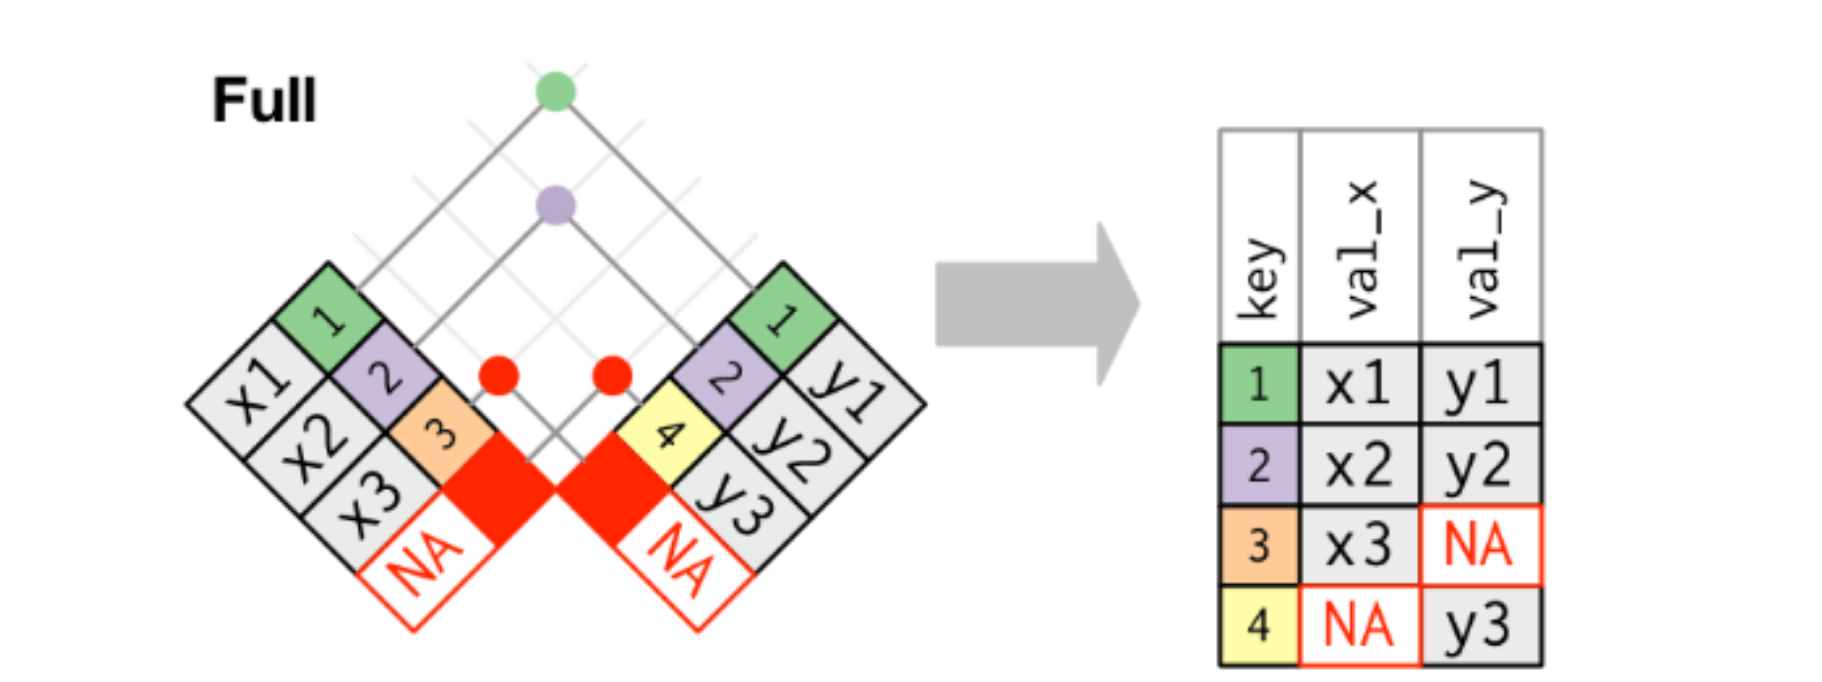 Full
1
2
3
x1
x2
x3
NA
1
2
4
y1
y2
y3
NA
key val_x val_y
1 x1 y1
2 x2 y2
3 x3 NA
4 NA y3